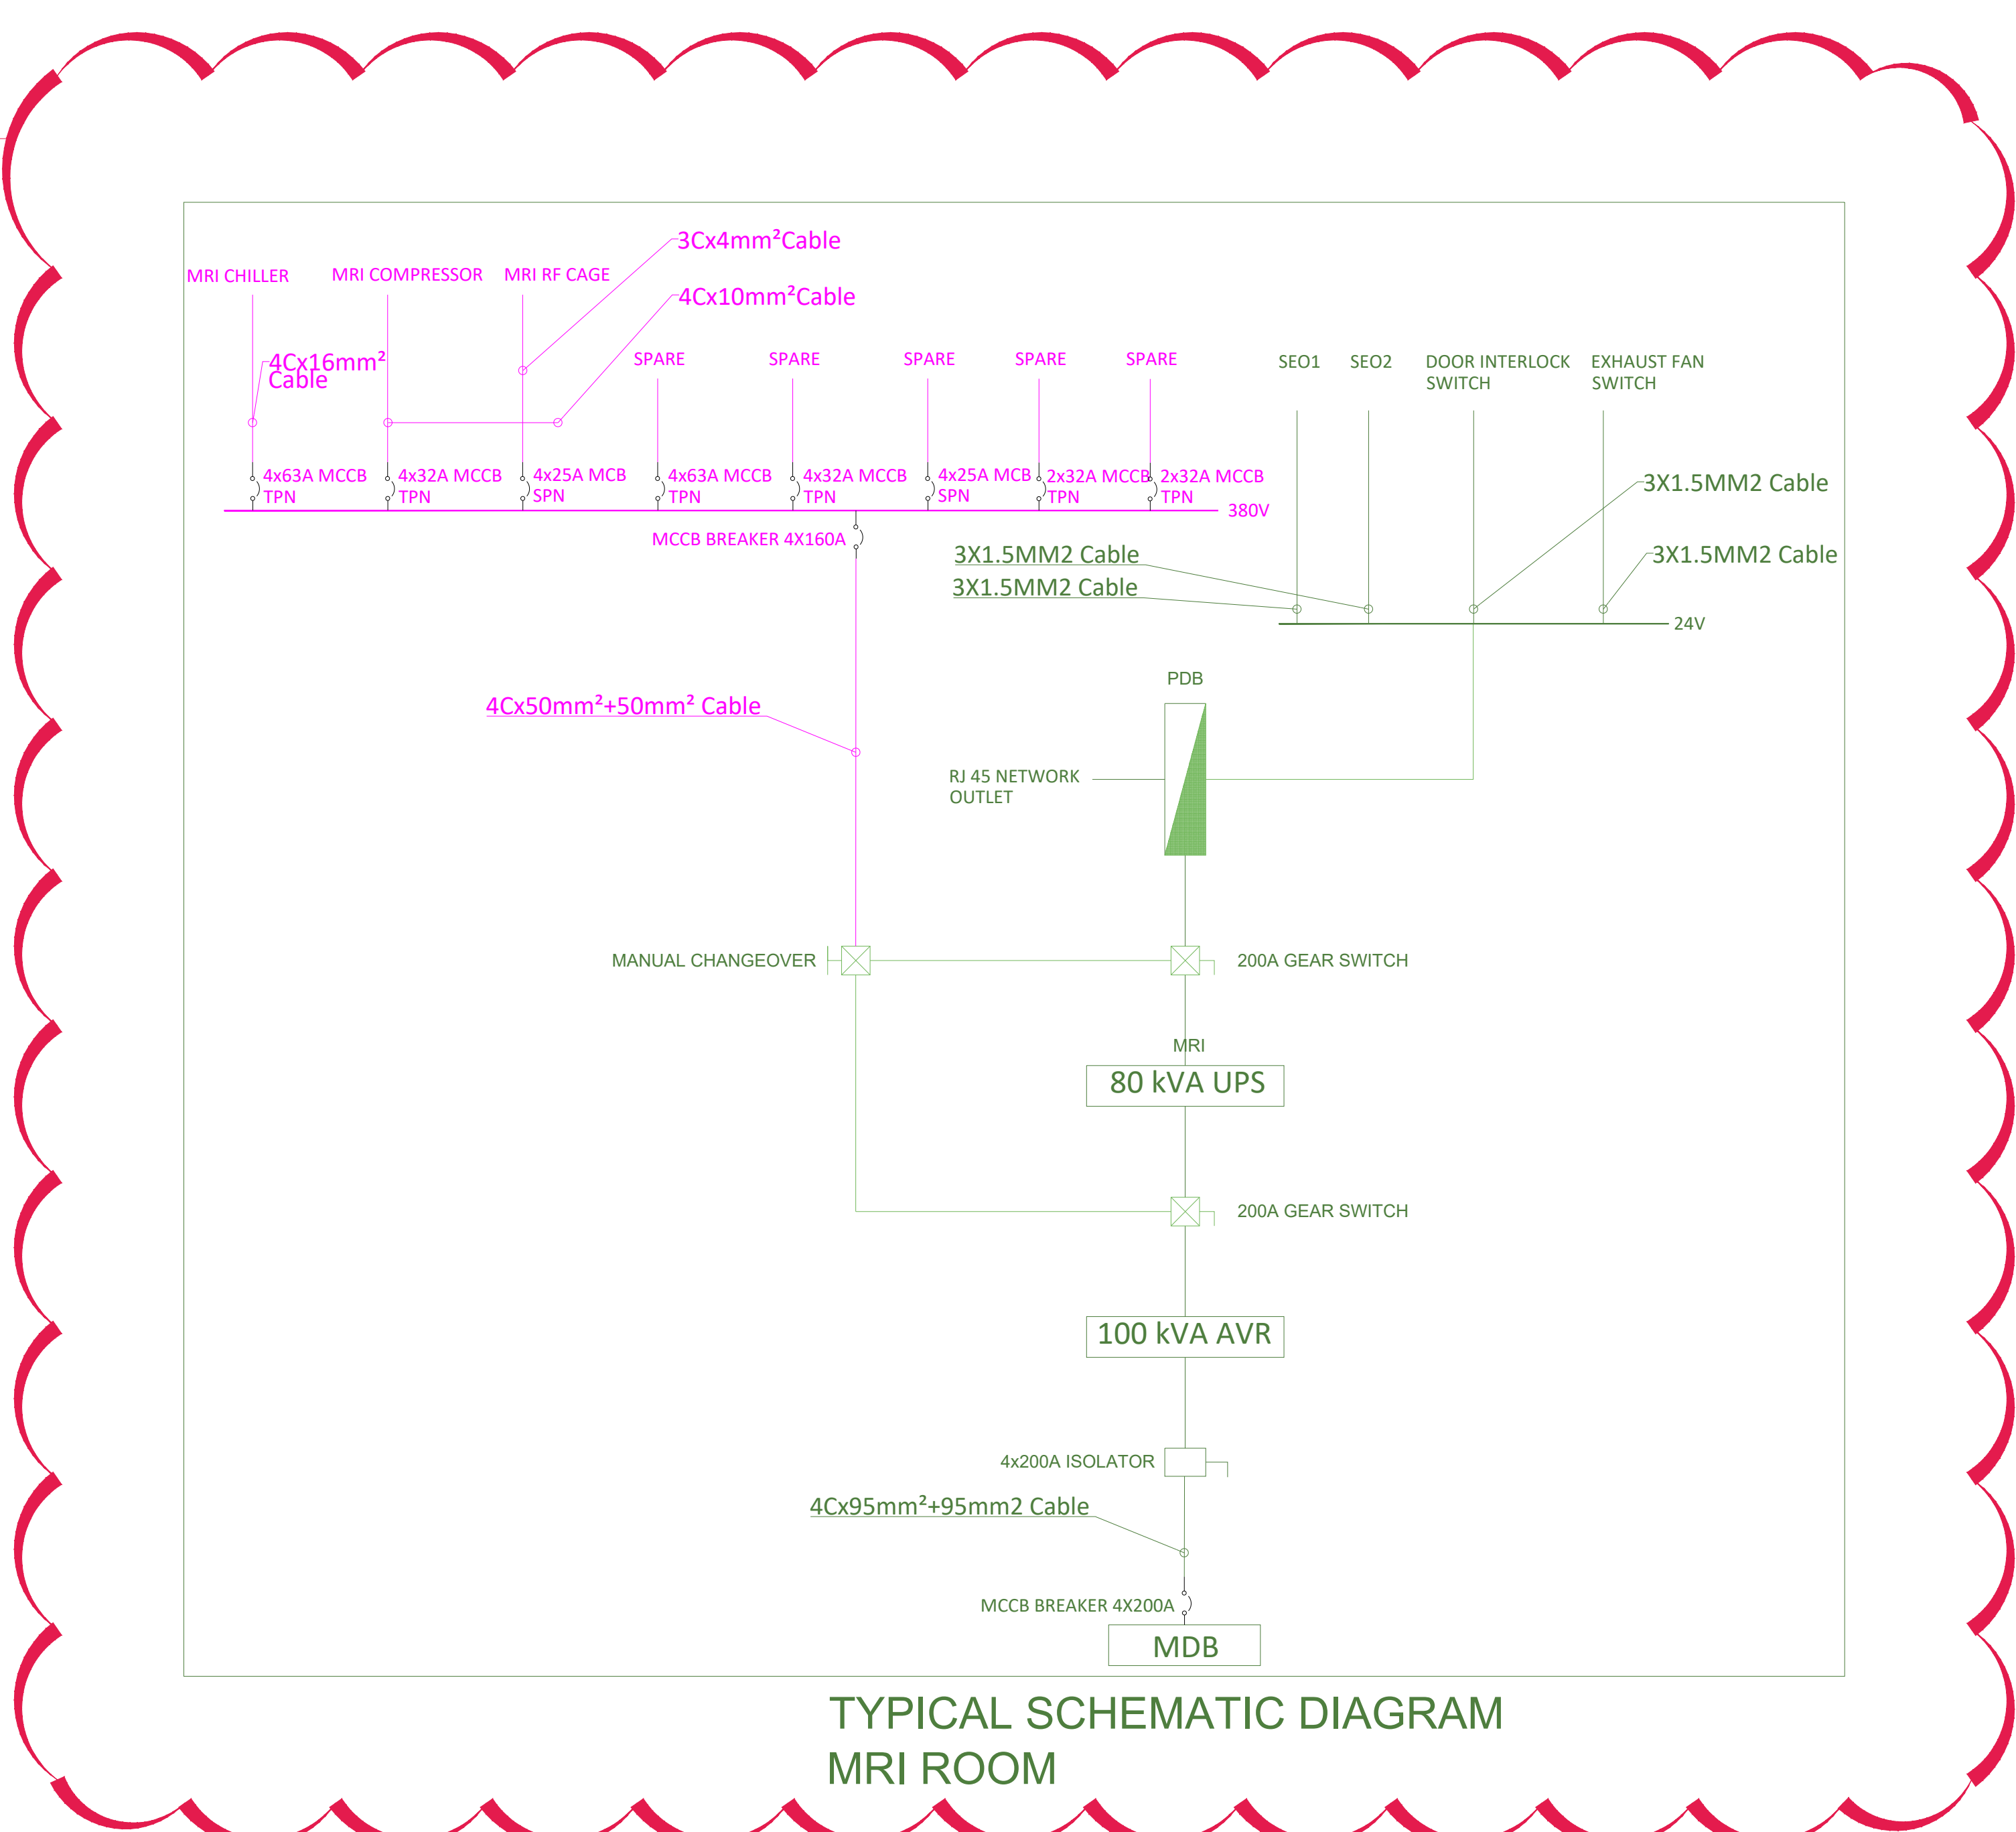 3Cx4mm²Cable
MRI CHILLER
MRI COMPRESSOR
MRI RF CAGE
4Cx10mm²Cable
4Cx16mm²
Cable
SPARE
SPARE
SPARE
SPARE
SPARE
SEO1
SEO2
DOOR INTERLOCK
SWITCH
EXHAUST FAN
SWITCH
4x63A MCCB
TPN
4x32A MCCB
TPN
4x25A MCB
SPN
4x63A MCCB
TPN
4x32A MCCB
TPN
4x25A MCB
SPN
2x32A MCCB
TPN
2x32A MCCB
TPN
380V
3X1.5MM2 Cable
MCCB BREAKER 4X160A
3X1.5MM2 Cable
3X1.5MM2 Cable
3X1.5MM2 Cable
24V
PDB
4Cx50mm²+50mm² Cable
RJ 45 NETWORK
OUTLET
MANUAL CHANGEOVER
200A GEAR SWITCH
MRI
80 kVA UPS
200A GEAR SWITCH
100 kVA AVR
4x200A ISOLATOR
4Cx95mm²+95mm2 Cable
MCCB BREAKER 4X200A
MDB
TYPICAL SCHEMATIC DIAGRAM
MRI ROOM